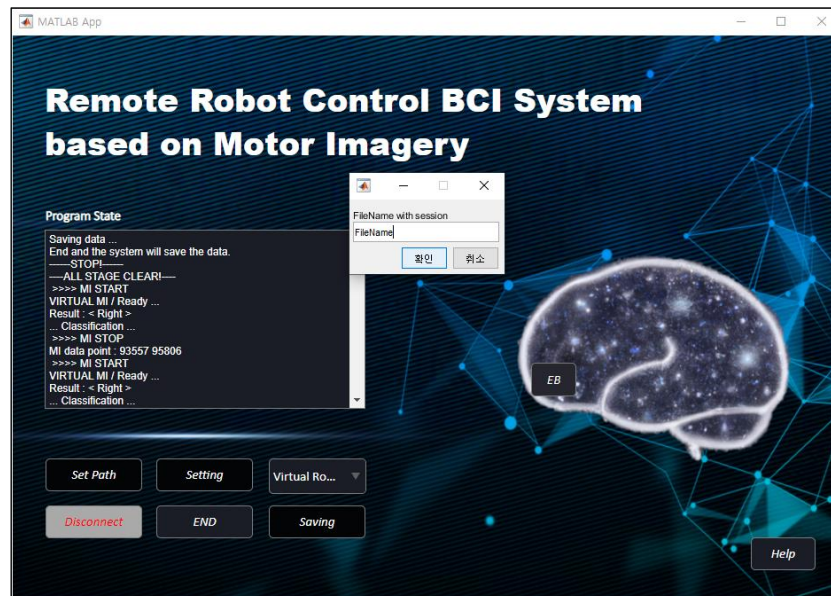 MATLAB App
Remote Robot Control BCI System
based on Motor Imagery
FileName with session
FileName
확인
취소
Program State
Saving data ...
End and the system will save the data.
------STOP!------
----ALL STAGE CLEAR!----
>>>> MI START
VIRTUAL MI / Ready ...
Result : < Right >
... Classification ...
>>>> MI STOP
MI data point : 93557 95806
>>>> MI START
VIRTUAL MI / Ready ...
Result : < Right >
... Classification ...
EB
Set Path
Setting
Virtual Ro...
Disconnect
END
Saving
Help